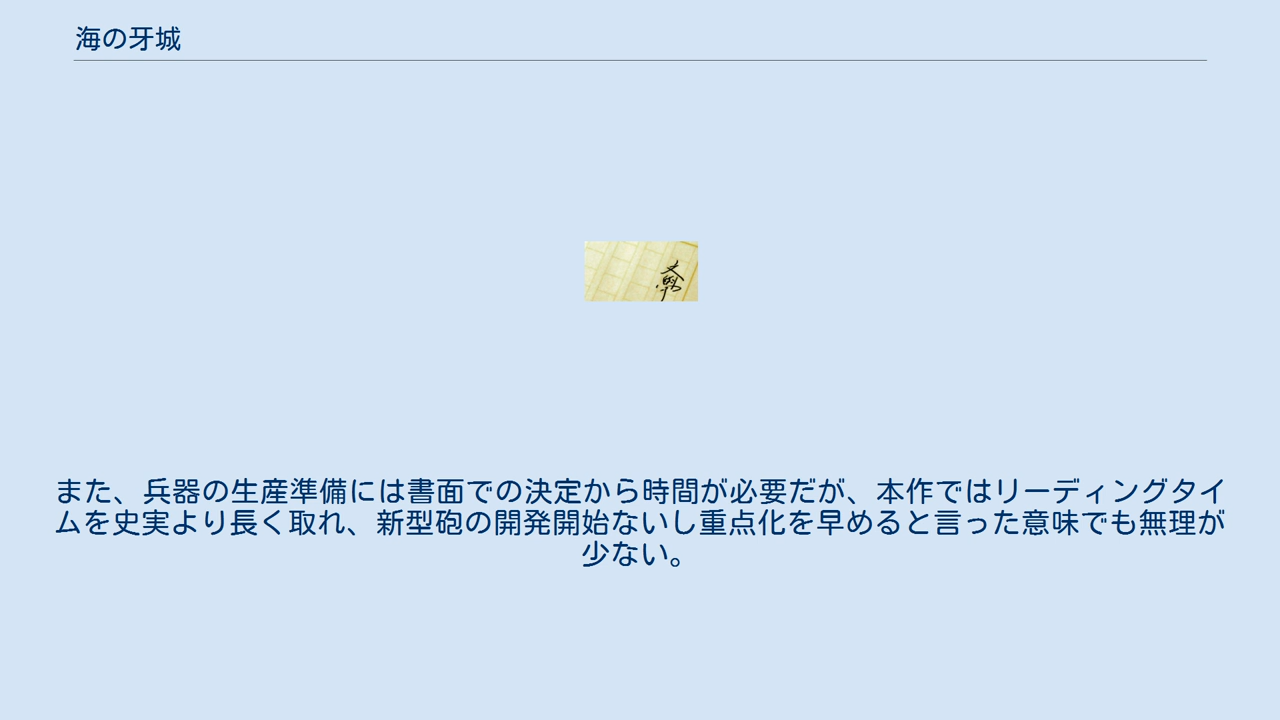 海の牙城
また、兵器の生産準備には書面での決定から時間が必要だが、本作ではリーディングタイ
ムを史実より長く取れ、新型砲の開発開始ないし重点化を早めると言った意味でも無理が
少ない。